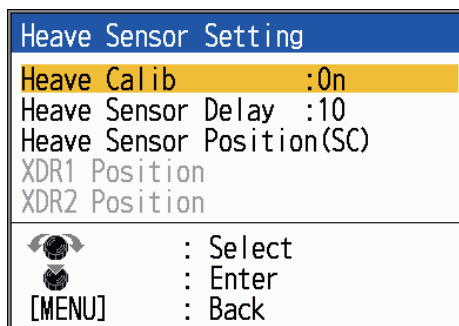 Heave Sensor Setting
Heave Calib :On
Heave Sensor Delay :10
Heave Sensor Position(SC)
XDR1 Position
XDR2 Position
: Select
: Enter
[MENU] : Back